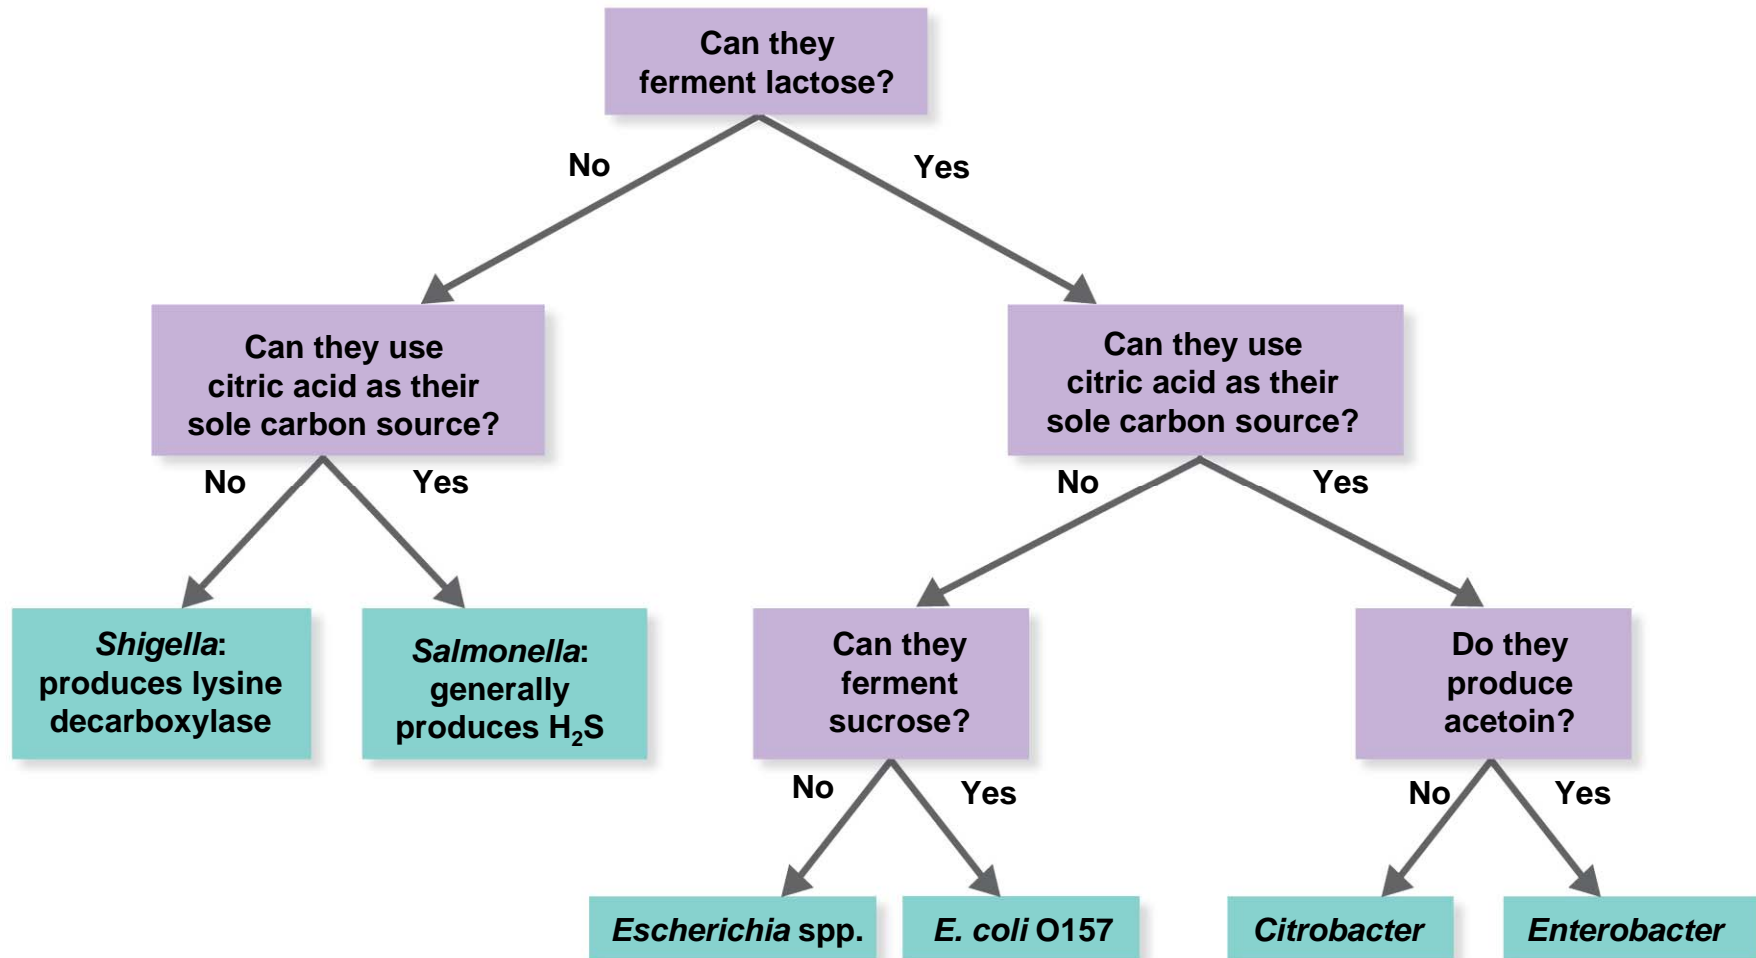 Can they
ferment lactose?
No
Yes
Can they use
citric acid as their
sole carbon source?
Can they use
citric acid as their
sole carbon source?
No
Yes
No
Yes
Shigella:
produces lysine
decarboxylase
Salmonella:
generally
produces H₂S
Can they
ferment
sucrose?
Do they
produce
acetoin?
No
Yes
No
Yes
Escherichia spp.
E. coli O157
Citrobacter
Enterobacter